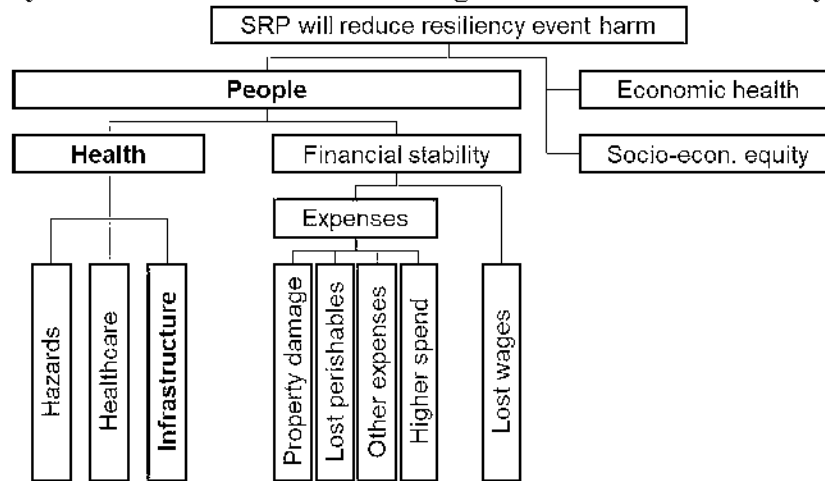 SRP will reduce resiliency event harm
People
Economic health
Health
Financial stability
Socio-econ. equity
Expenses
Hazards
Healthcare
Infrastructure
Property damage
Lost perishables
Other expenses
Higher spend
Lost wages